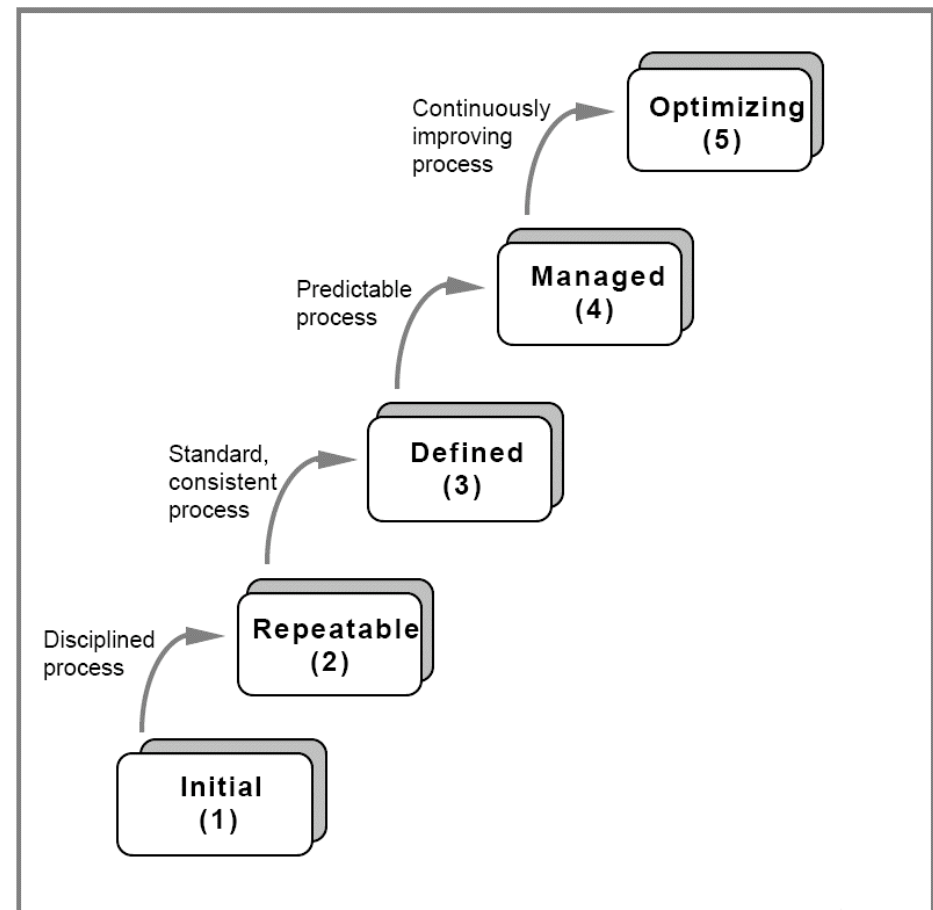 Continuously
improving
process
Optimizing
(5)
Predictable
process
Managed
(4)
Standard,
consistent
process
Defined
(3)
Disciplined
process
Repeatable
(2)
Initial
(1)